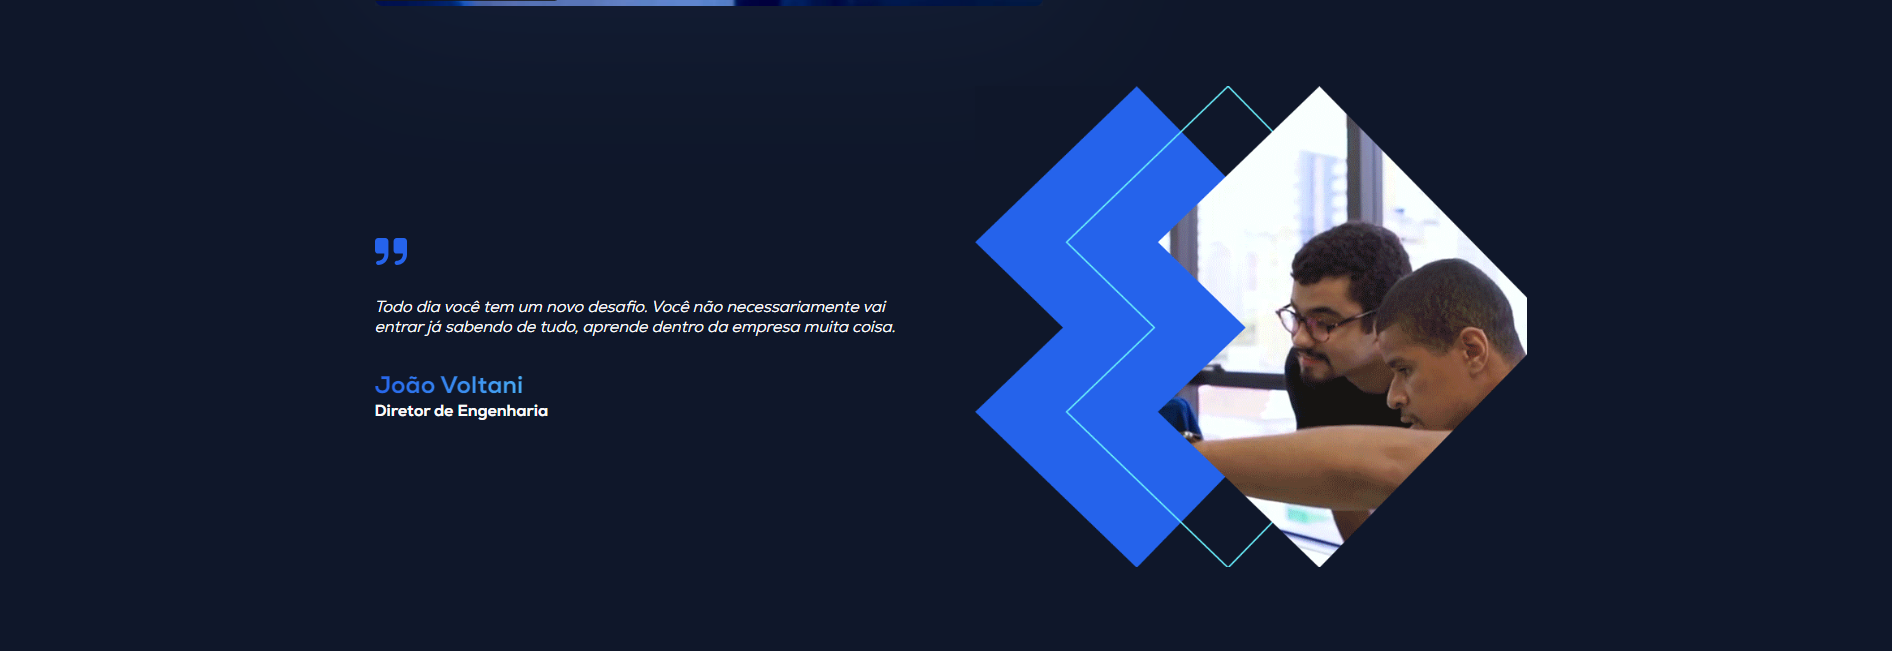 Todo dia você tem um novo desafio. Você não necessariamente vai
entrar já sabendo de tudo, aprende dentro da empresa muita coisa.
João Voltani
Diretor de Engenharia